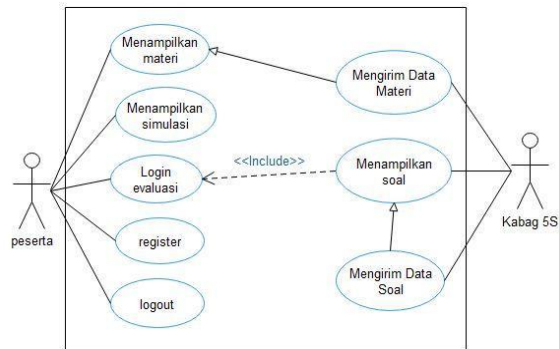 Menampilkan
materi
Mengirim Data
Materi
Menampilkan
simulasi
<<Include>>
Login
evaluasi
Menampilkan
soal
peserta
Kabag 5S
register
Mengirim Data
Soal
logout